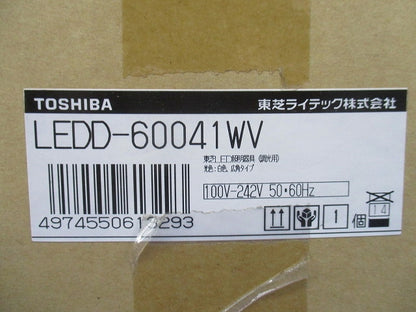 TOSHIBA 東芝ライテック株式会社
LEDD-60041WV
東芝LED照明器具(調光用)
光色:白色,広角タイプ
100V-242V 50・60Hz
1 個 14